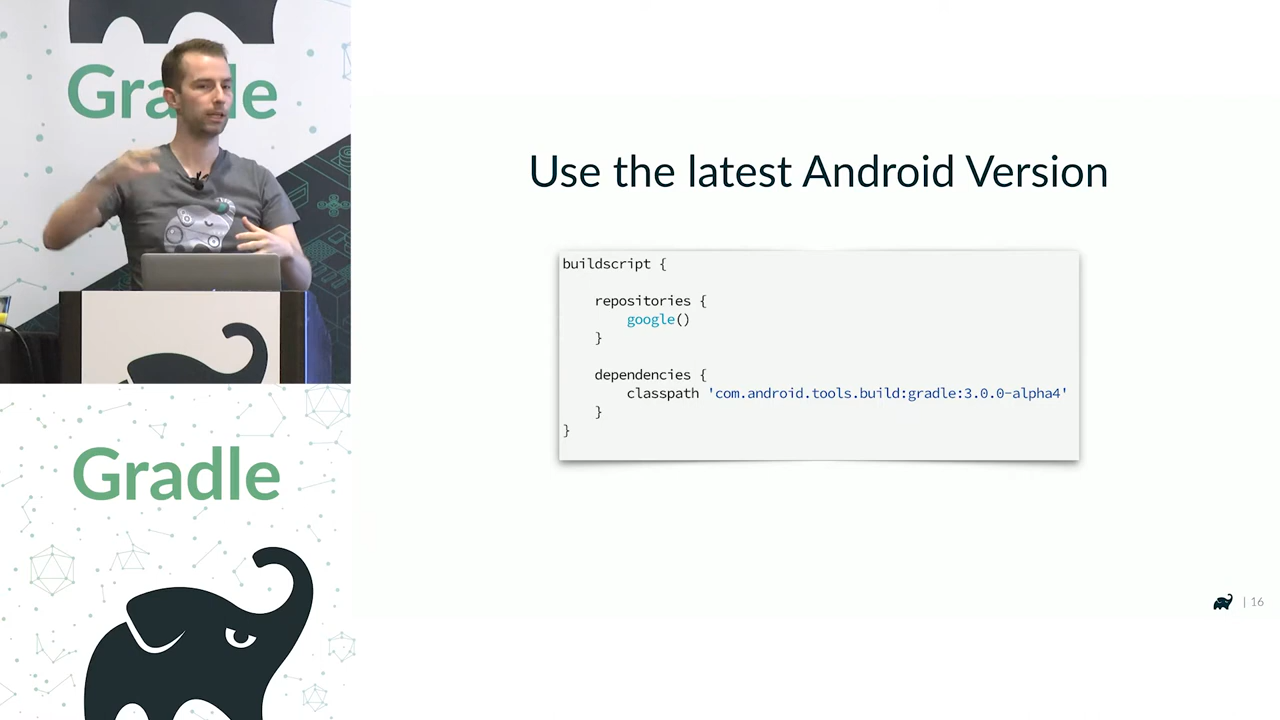 Gradle
Use the latest Android Version
buildscript {
repositories {
google()
}
dependencies {
classpath 'com.android.tools.build:gradle:3.0.0-alpha4'
}
}
Gradle
| 16